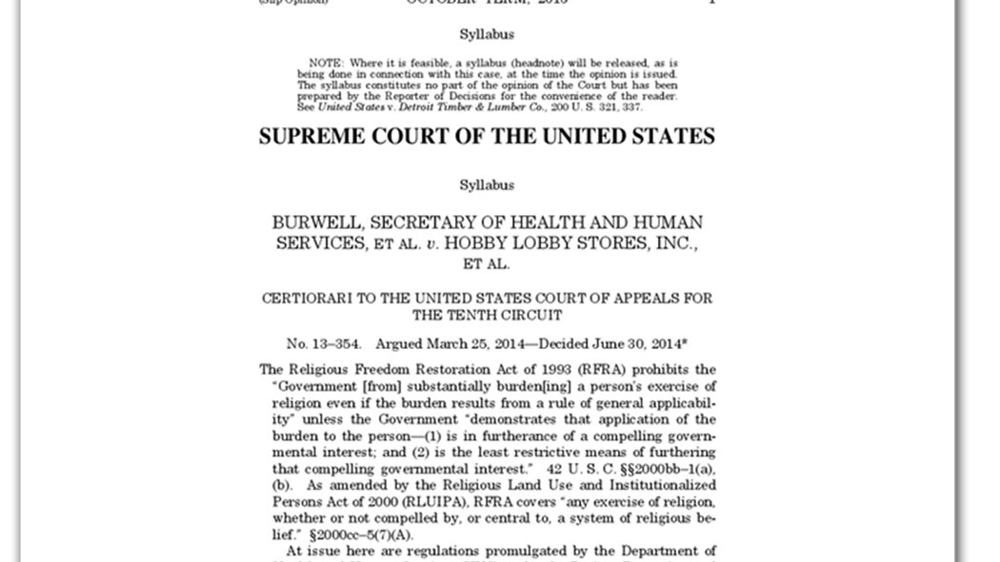 (Slip Opinion) OCTOBER TERM, 2013 1
Syllabus
NOTE: Where it is feasible, a syllabus (headnote) will be released, as is
being done in connection with this case, at the time the opinion is issued.
The syllabus constitutes no part of the opinion of the Court but has been
prepared by the Reporter of Decisions for the convenience of the reader.
See United States v. Detroit Timber & Lumber Co., 200 U. S. 321, 337.
SUPREME COURT OF THE UNITED STATES
Syllabus
BURWELL, SECRETARY OF HEALTH AND HUMAN
SERVICES, ET AL. v. HOBBY LOBBY STORES, INC.,
ET AL.
CERTIORARI TO THE UNITED STATES COURT OF APPEALS FOR
THE TENTH CIRCUIT
No. 13–354. Argued March 25, 2014—Decided June 30, 2014*
The Religious Freedom Restoration Act of 1993 (RFRA) prohibits the
“Government [from] substantially burden[ing] a person’s exercise of
religion even if the burden results from a rule of general applicabil-
ity” unless the Government “demonstrates that application of the
burden to the person—(1) is in furtherance of a compelling govern-
mental interest; and (2) is the least restrictive means of furthering
that compelling governmental interest.” 42 U. S. C. §§2000bb–1(a),
(b). As amended by the Religious Land Use and Institutionalized
Persons Act of 2000 (RLUIPA), RFRA covers “any exercise of religion,
whether or not compelled by, or central to, a system of religious be-
lief.” §2000cc–5(7)(A).
At issue here are regulations promulgated by the Department of